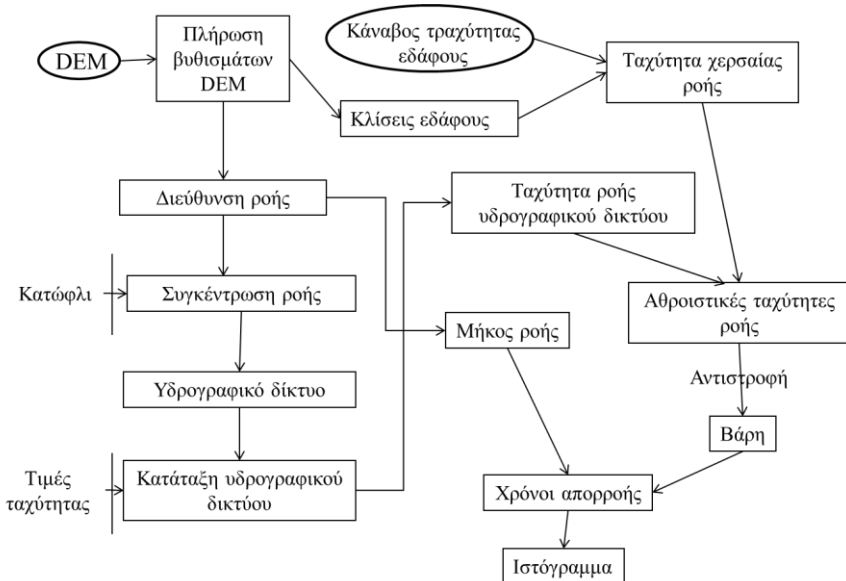 DEM
Πλήρωση
βυθισμάτων
DEM
Κάναβος τραχύτητας
εδάφους
Ταχύτητα χερσαίας
ροής
Κλίσεις εδάφους
Διεύθυνση ροής
Ταχύτητα ροής
υδρογραφικού δικτύου
Κατώφλι
Συγκέντρωση ροής
Αθροιστικές ταχύτητες
ροής
Μήκος ροής
Αντιστροφή
Υδρογραφικό δίκτυο
Βάρη
Τιμές
ταχύτητας
Κατάταξη υδρογραφικού
δικτύου
Χρόνοι απορροής
Ιστόγραμμα